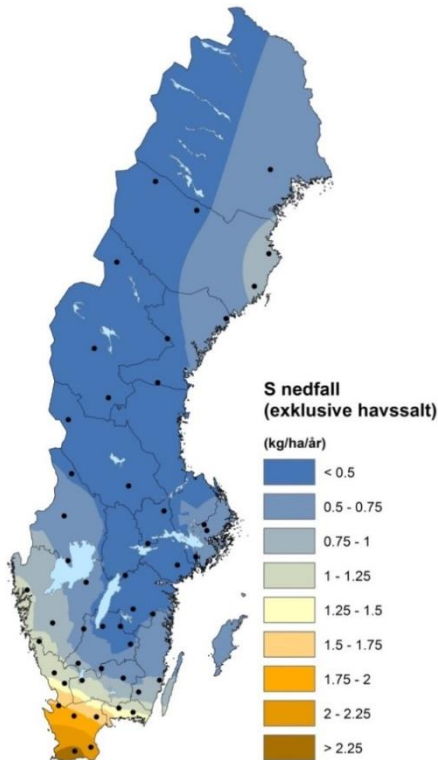 S nedfall
(exklusive havssalt)
(kg/ha/år)
< 0.5
0.5 - 0.75
0.75 - 1
1 - 1.25
1.25 - 1.5
1.5 - 1.75
1.75 - 2
2 - 2.25
> 2.25